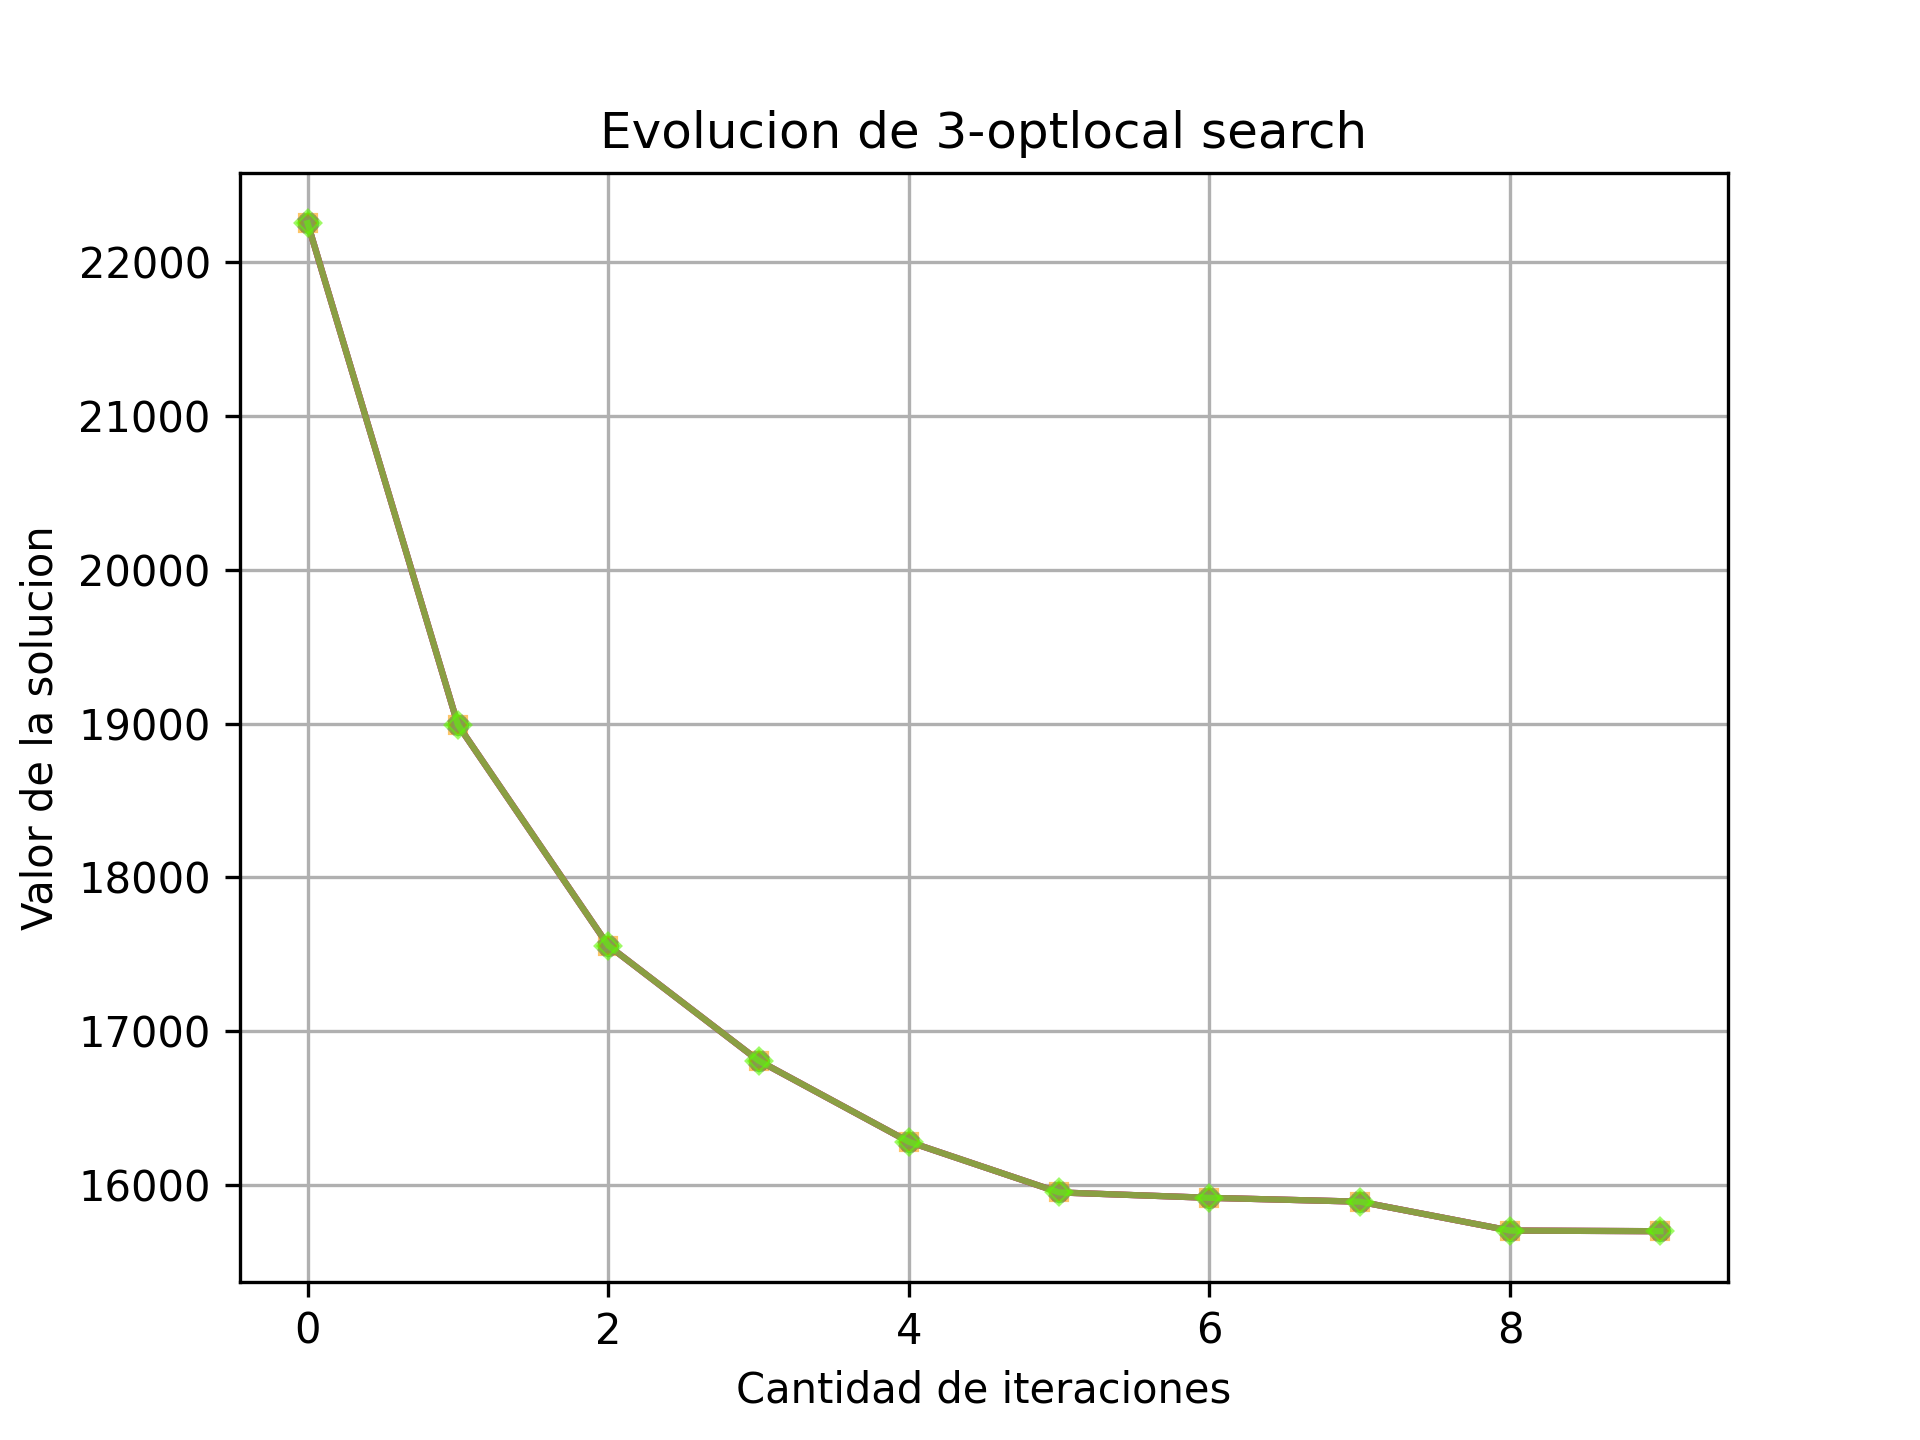 Evolucion de 3-optlocal search
Valor de la solucion
22000
21000
20000
19000
18000
17000
16000
0 2 4 6 8
Cantidad de iteraciones